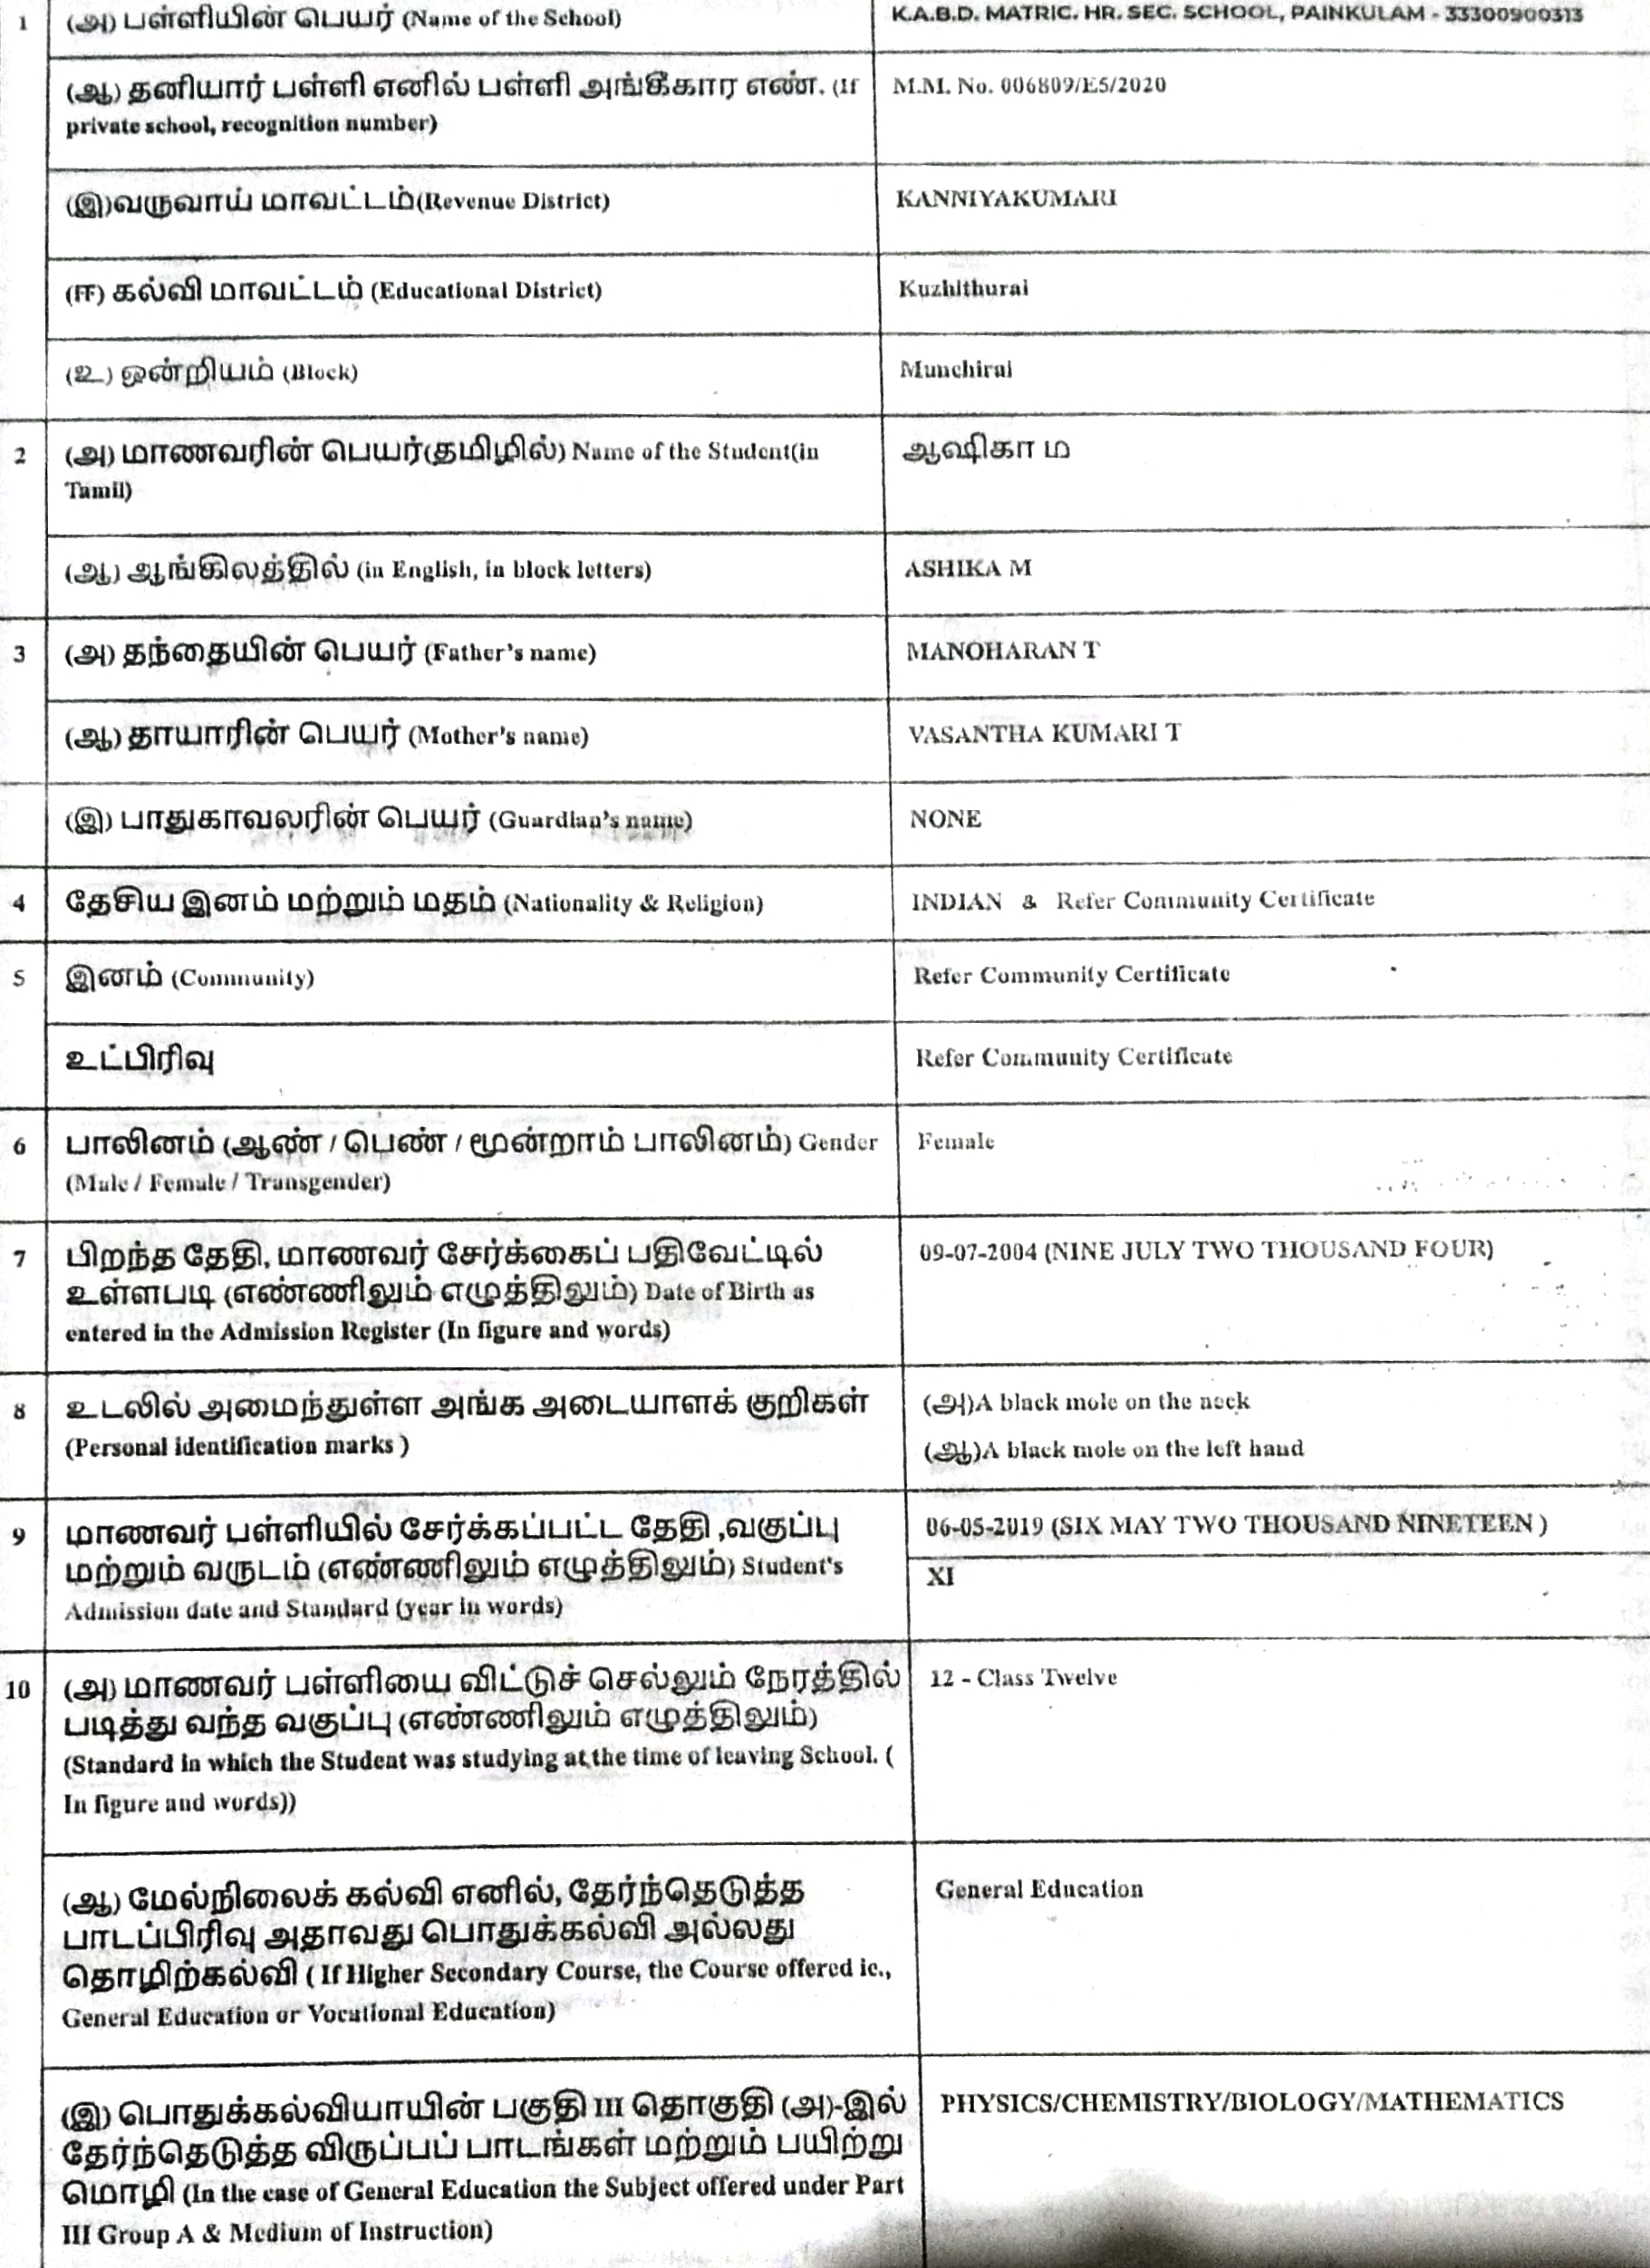 1 (அ) பள்ளியின் பெயர் (Name of the School) K.A.B.D. MATRIC. HR. SEC. SCHOOL, PAINKULAM - 33300900313
(ஆ) தனியார் பள்ளி எனில் பள்ளி அங்கீகார எண். (If M.M. No. 006809/E5/2020
private school, recognition number)
(இ)வருவாய் மாவட்டம்(Revenue District) KANNIYAKUMARI
(ஈ) கல்வி மாவட்டம் (Educational District) Kuzhithurai
(உ) ஒன்றியம் (Block) Munchirai
2 (அ) மாணவரின் பெயர்(தமிழில்) Name of the Student(in ஆஷிகா ம
Tamil)
(ஆ) ஆங்கிலத்தில் (in English, in block letters) ASHIKA M
3 (அ) தந்தையின் பெயர் (Father's name) MANOHARAN T
(ஆ) தாயாரின் பெயர் (Mother's name) VASANTHA KUMARI T
(இ) பாதுகாவலரின் பெயர் (Guardian's name) NONE
4 தேசிய இனம் மற்றும் மதம் (Nationality & Religion) INDIAN & Refer Community Certificate
5 இனம் (Community) Refer Community Certificate
உட்பிரிவு Refer Community Certificate
6 பாலினம் (ஆண் / பெண் / மூன்றாம் பாலினம்) Gender Female
(Male / Female / Transgender)
7 பிறந்த தேதி, மாணவர் சேர்க்கைப் பதிவேட்டில் 09-07-2004 (NINE JULY TWO THOUSAND FOUR)
உள்ளபடி (எண்ணிலும் எழுத்திலும்) Date of Birth as
entered in the Admission Register (In figure and words)
8 உடலில் அமைந்துள்ள அங்க அடையாளக் குறிகள் (அ)A black mole on the neck
(Personal identification marks ) (ஆ)A black mole on the left hand
9 மாணவர் பள்ளியில் சேர்க்கப்பட்ட தேதி ,வகுப்பு 06-05-2019 (SIX MAY TWO THOUSAND NINETEEN )
மற்றும் வருடம் (எண்ணிலும் எழுத்திலும்) Student's XI
Admission date and Standard (year in words)
10 (அ) மாணவர் பள்ளியை விட்டுச் செல்லும் நேரத்தில் 12 - Class Twelve
படித்து வந்த வகுப்பு (எண்ணிலும் எழுத்திலும்)
(Standard in which the Student was studying at the time of leaving School. (
In figure and words))
(ஆ) மேல்நிலைக் கல்வி எனில், தேர்ந்தெடுத்த General Education
பாடப்பிரிவு அதாவது பொதுக்கல்வி அல்லது
தொழிற்கல்வி ( If Higher Secondary Course, the Course offered ie.,
General Education or Vocational Education)
(இ) பொதுக்கல்வியாயின் பகுதி III தொகுதி (அ)-இல் PHYSICS/CHEMISTRY/BIOLOGY/MATHEMATICS
தேர்ந்தெடுத்த விருப்பப் பாடங்கள் மற்றும் பயிற்று
மொழி (In the case of General Education the Subject offered under Part
III Group A & Medium of Instruction)